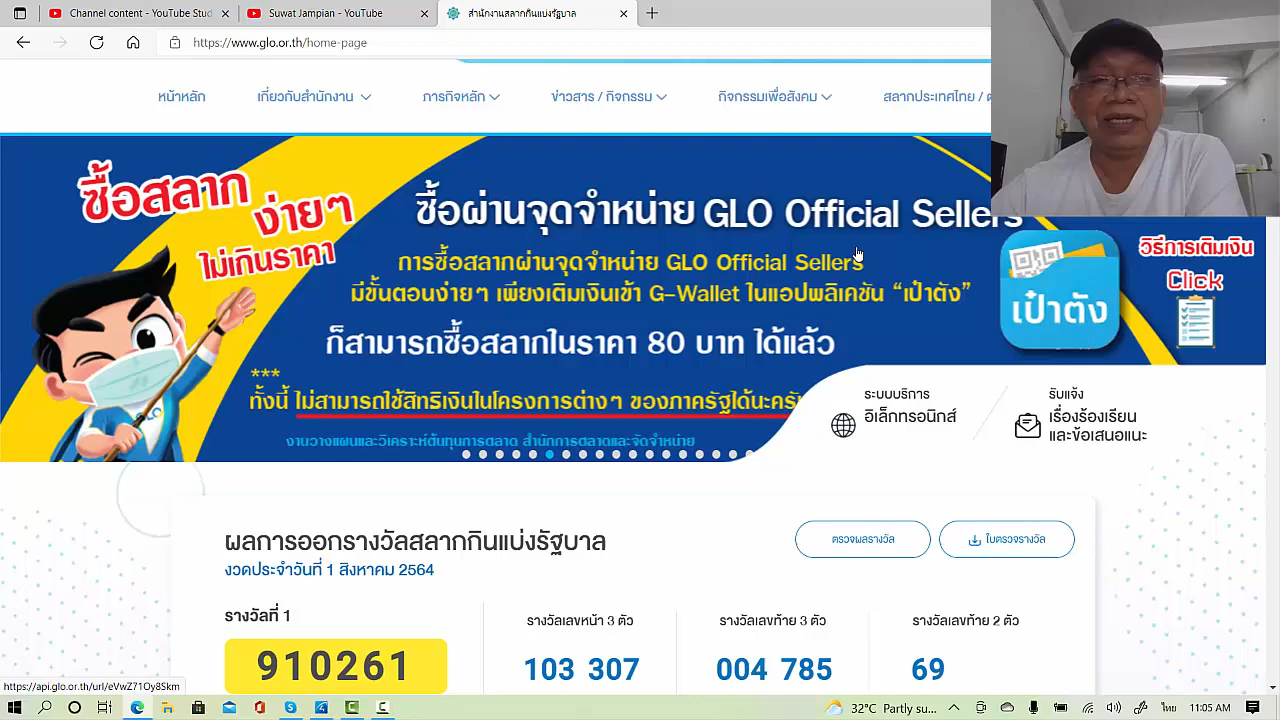 Channel content - YouTube Stud
Suwat Jampian - YouTube
สำนักงานสลากกินแบ่งรัฐบาล
https://www.glo.or.th/home-page
หน้าหลัก
เกี่ยวกับสำนักงาน
ภารกิจหลัก
ข่าวสาร / กิจกรรม
กิจกรรมเพื่อสังคม
สลากประเทศไทย / ต
ซื้อสลาก
ง่ายๆ
ไม่เกินราคา
ซื้อผ่านจุดจำหน่าย GLO Official Sellers
การซื้อสลากผ่านจุดจำหน่าย GLO Official Sellers
มีขั้นตอนง่ายๆ เพียงเติมเงินเข้า G-Wallet ในแอปพลิเคชัน “เป๋าตัง”
ก็สามารถซื้อสลากในราคา 80 บาท ได้แล้ว
***
ทั้งนี้ ไม่สามารถใช้สิทธิเงินในโครงการต่างๆ ของภาครัฐได้นะครับ
งานวางแผนและวิเคราะห์ต้นทุนการตลาด สำนักการตลาดและจัดจำหน่าย
เป๋าตัง
วิธีการเติมเงิน
Click
ระบบบริการ
อิเล็กทรอนิกส์
รับแจ้ง
เรื่องร้องเรียน
และข้อเสนอแนะ
ผลการออกรางวัลสลากกินแบ่งรัฐบาล
งวดประจำวันที่ 1 สิงหาคม 2564
ตรวจผลรางวัล
ใบตรวจรางวัล
รางวัลที่ 1
รางวัลเลขหน้า 3 ตัว
รางวัลเลขท้าย 3 ตัว
รางวัลเลขท้าย 2 ตัว
910261
103 307
004 785
69
https://api.glo.or.th/url/eVwZ71Oy8Skm
32°C Partly su...
ไทย
11:05 AM